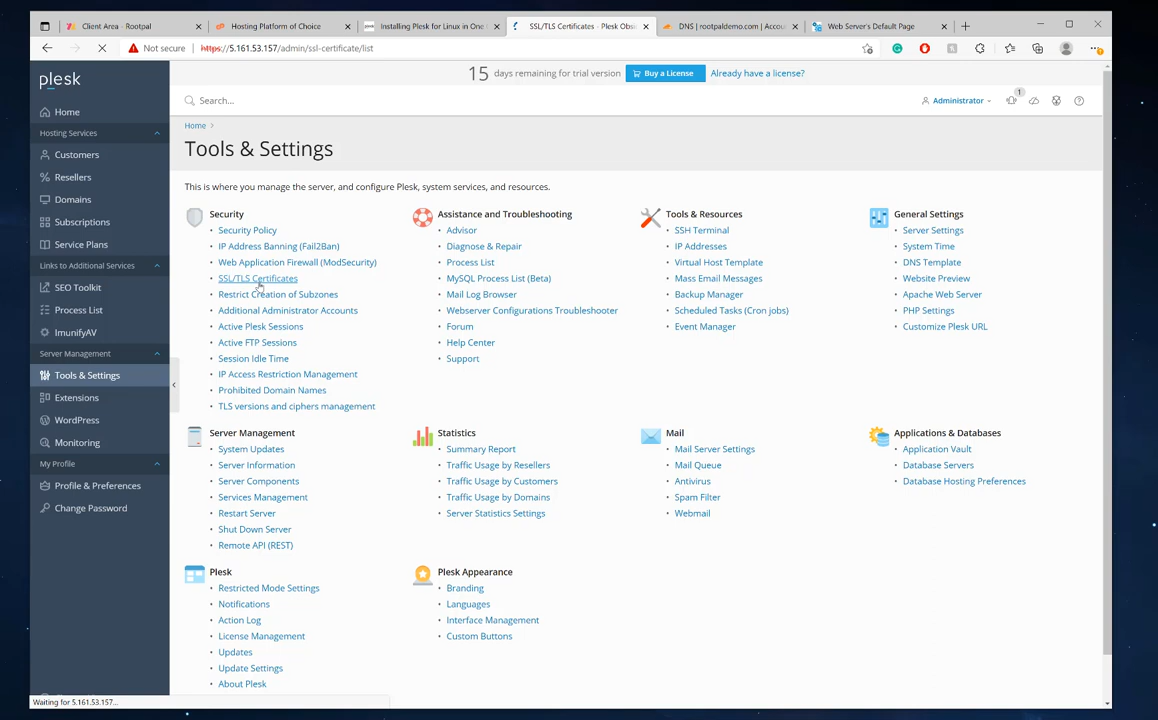 Client Area - Rootpal
Hosting Platform of Choice
Installing Plesk for Linux in One
SSL/TLS Certificates - Plesk Obsi
DNS | rootpaldemo.com | Accou
Web Server's Default Page
Not secure
https://5.161.53.157/admin/ssl-certificate/list
plesk
15 days remaining for trial version
Buy a License
Already have a license?
Search...
Administrator
1
Home
Hosting Services
Customers
Resellers
Domains
Subscriptions
Service Plans
Links to Additional Services
SEO Toolkit
Process List
ImunifyAV
Server Management
Tools & Settings
Extensions
WordPress
Monitoring
My Profile
Profile & Preferences
Change Password
Home >
Tools & Settings
This is where you manage the server, and configure Plesk, system services, and resources.
Security
Security Policy
IP Address Banning (Fail2Ban)
Web Application Firewall (ModSecurity)
SSL/TLS Certificates
Restrict Creation of Subzones
Additional Administrator Accounts
Active Plesk Sessions
Active FTP Sessions
Session Idle Time
IP Access Restriction Management
Prohibited Domain Names
TLS versions and ciphers management
Assistance and Troubleshooting
Advisor
Diagnose & Repair
Process List
MySQL Process List (Beta)
Mail Log Browser
Webserver Configurations Troubleshooter
Forum
Help Center
Support
Tools & Resources
SSH Terminal
IP Addresses
Virtual Host Template
Mass Email Messages
Backup Manager
Scheduled Tasks (Cron jobs)
Event Manager
General Settings
Server Settings
System Time
DNS Template
Website Preview
Apache Web Server
PHP Settings
Customize Plesk URL
Server Management
System Updates
Server Information
Server Components
Services Management
Restart Server
Shut Down Server
Remote API (REST)
Statistics
Summary Report
Traffic Usage by Resellers
Traffic Usage by Customers
Traffic Usage by Domains
Server Statistics Settings
Mail
Mail Server Settings
Mail Queue
Antivirus
Spam Filter
Webmail
Applications & Databases
Application Vault
Database Servers
Database Hosting Preferences
Plesk
Restricted Mode Settings
Notifications
Action Log
License Management
Updates
Update Settings
About Plesk
Plesk Appearance
Branding
Languages
Interface Management
Custom Buttons
Waiting for 5.161.53.157...